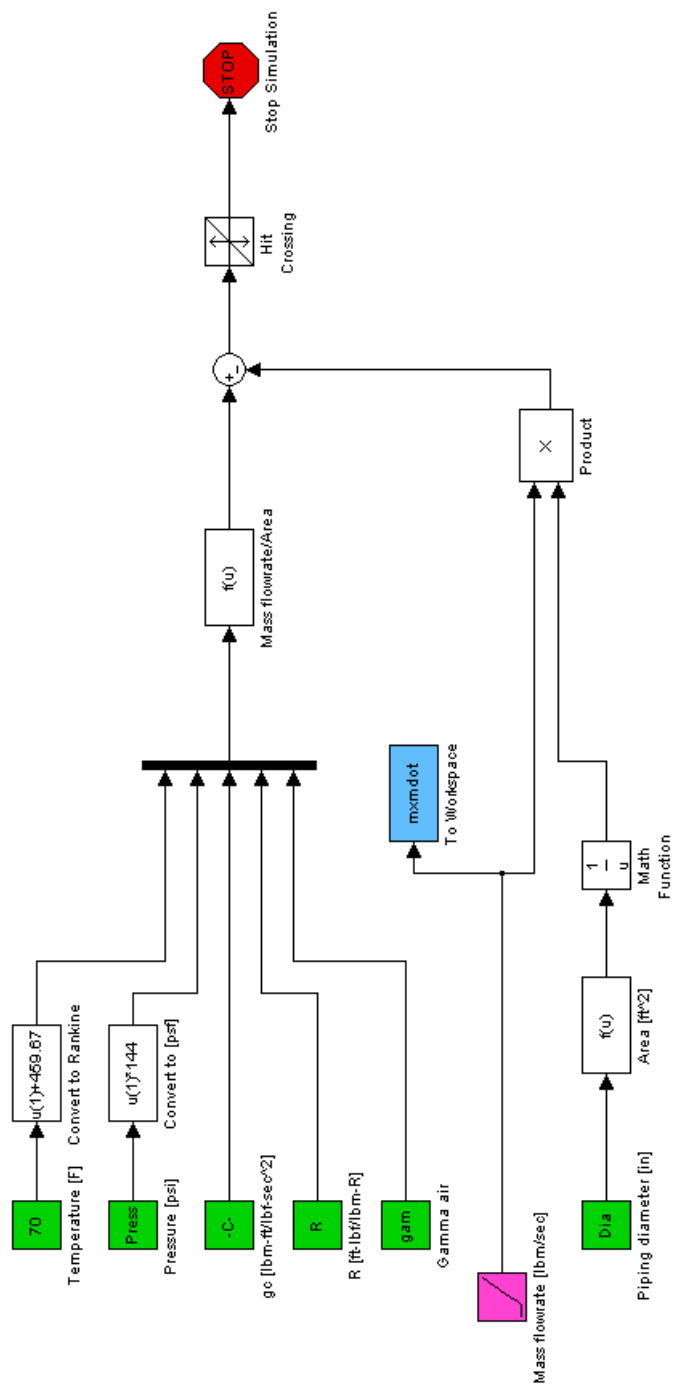 70
Temperature [F]
u(1)+459.67
Convert to Rankine
Press
Pressure [psi]
u(1)*144
Convert to [psf]
-C-
gc [lbm-ft/lbf-sec^2]
R
R [ft-lbf/lbm-R]
gam
Gamma air
f(u)
Mass flowrate/Area
+
-
Hit
Crossing
STOP
Stop Simulation
mxmdot
To Workspace
Mass flowrate [lbm/sec]
×
Product
Dia
Piping diameter [in]
f(u)
Area [ft^2]
1
u
Math
Function